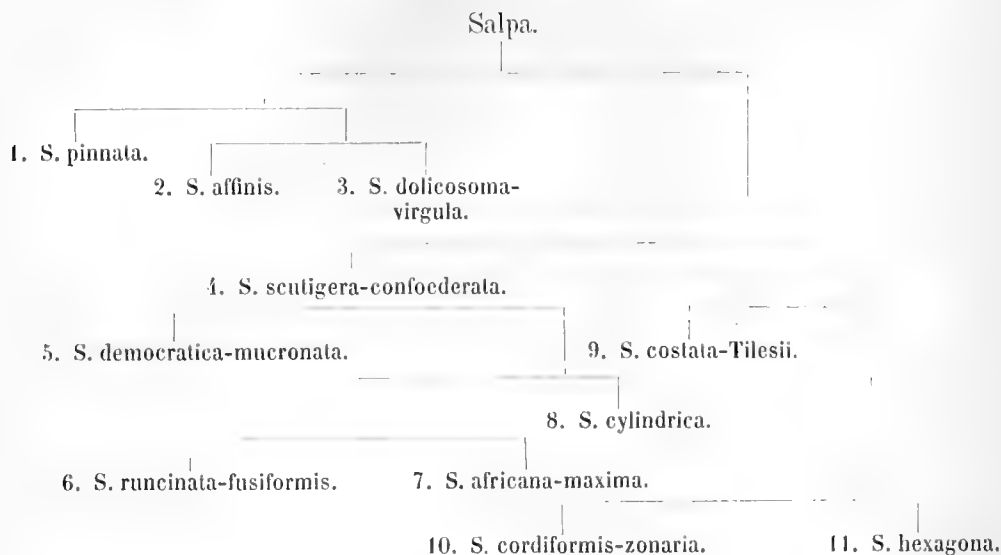 Salpa.
1. S. pinnata.
2. S. affinis.
3. S. dolicosoma-
virgula.
4. S. scutigera-confoederata.
5. S. democratica-mucronata.
9. S. costata-Tilesii.
8. S. cylindrica.
6. S. runcinata-fusiformis.
7. S. africana-maxima.
10. S. cordiformis-zonaria.
11. S. hexagona.